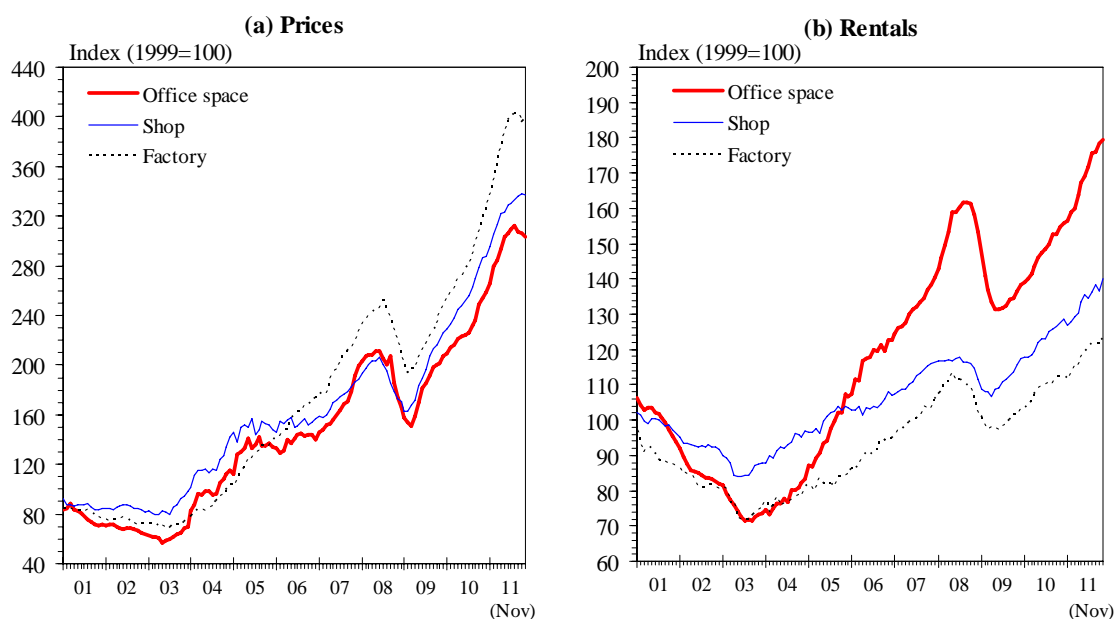 (a) Prices
Index (1999=100)
440
400
360
320
280
240
200
160
120
80
40
Office space
Shop
Factory
01 02 03 04 05 06 07 08 09 10 11
(Nov)
(b) Rentals
Index (1999=100)
200
190
180
170
160
150
140
130
120
110
100
90
80
70
60
Office space
Shop
Factory
01 02 03 04 05 06 07 08 09 10 11
(Nov)